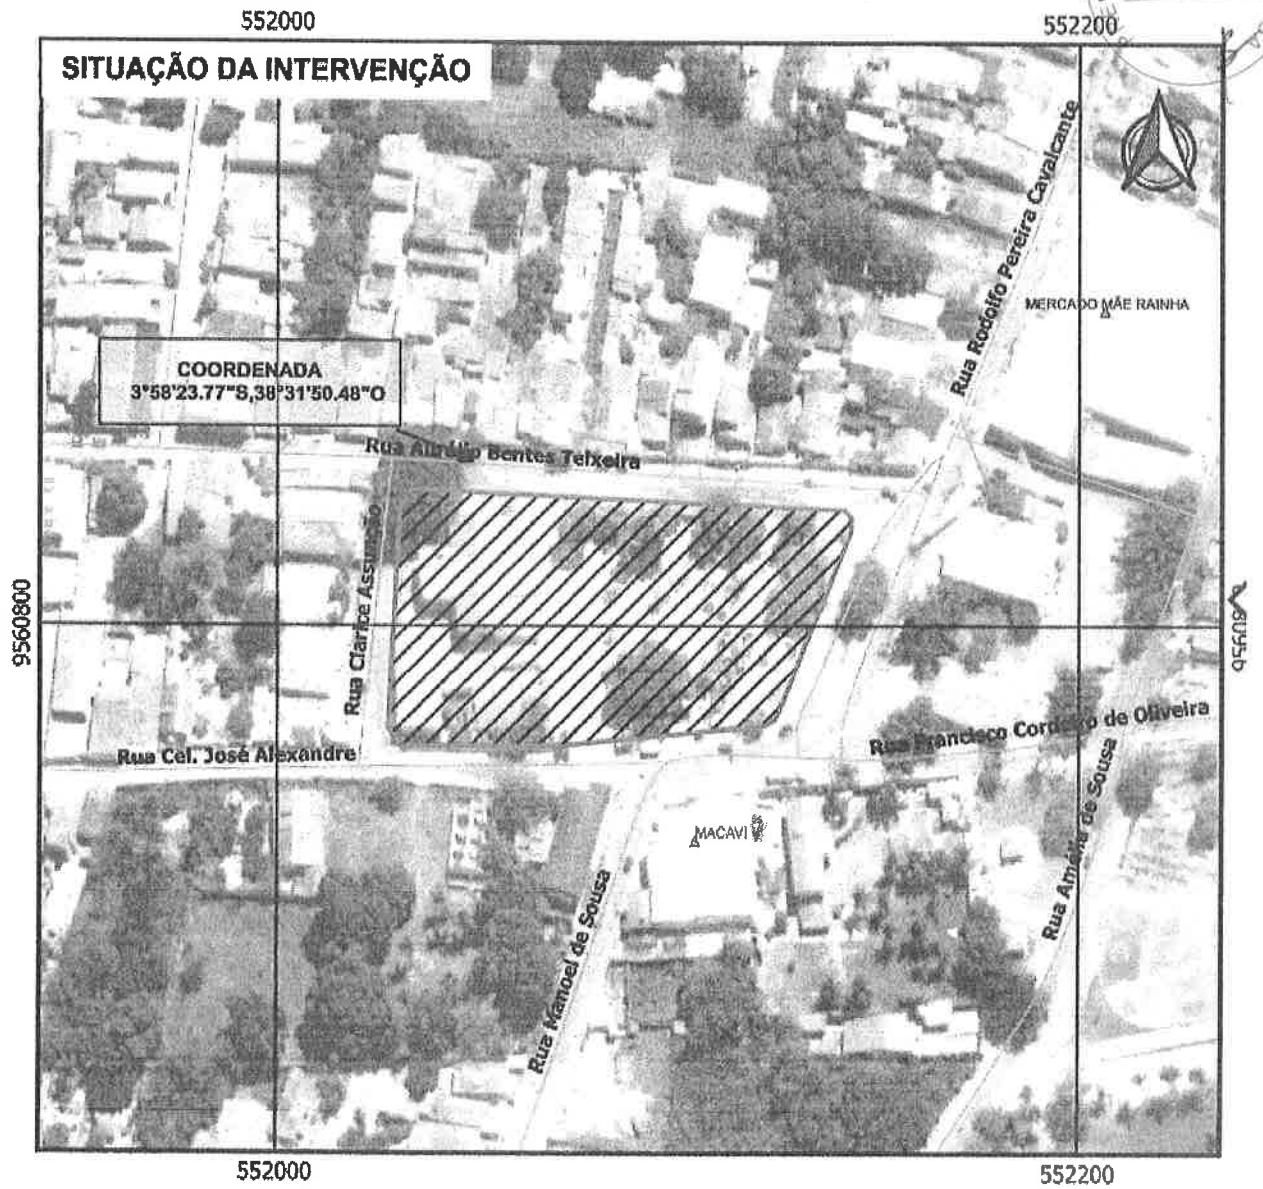 552000
552200
SITUAÇÃO DA INTERVENÇÃO
Rua Rodolfo Pereira Cavalcante
MERCADO MÃE RAINHA
COORDENADA
3°58'23.77"S,38°31'50.48"O
Rua Aurélio Bentes Teixeira
Rua Clarice Assunção
9560800
Rua Cel. José Alexandre
Rua Francisco Cordeiro de Oliveira
MACAVI
Rua Manoel de Sousa
Rua Amélia de Sousa
552000
552200